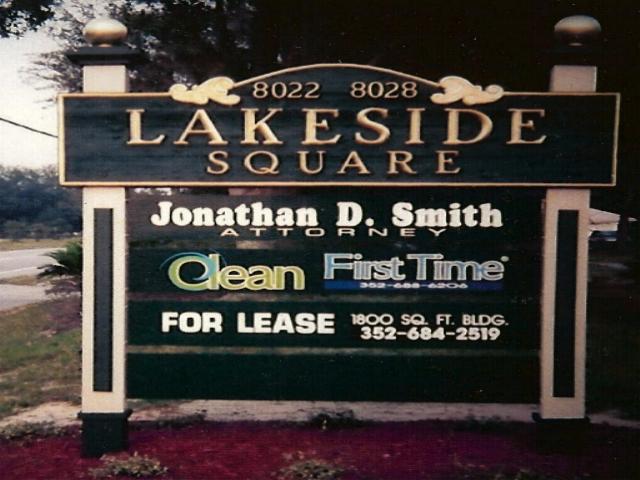 8022 8028
LAKESIDE
SQUARE
Jonathan D. Smith
ATTORNEY
Clean First Time®
352-688-6206
FOR LEASE 1800 SQ. FT. BLDG.
352-684-2519